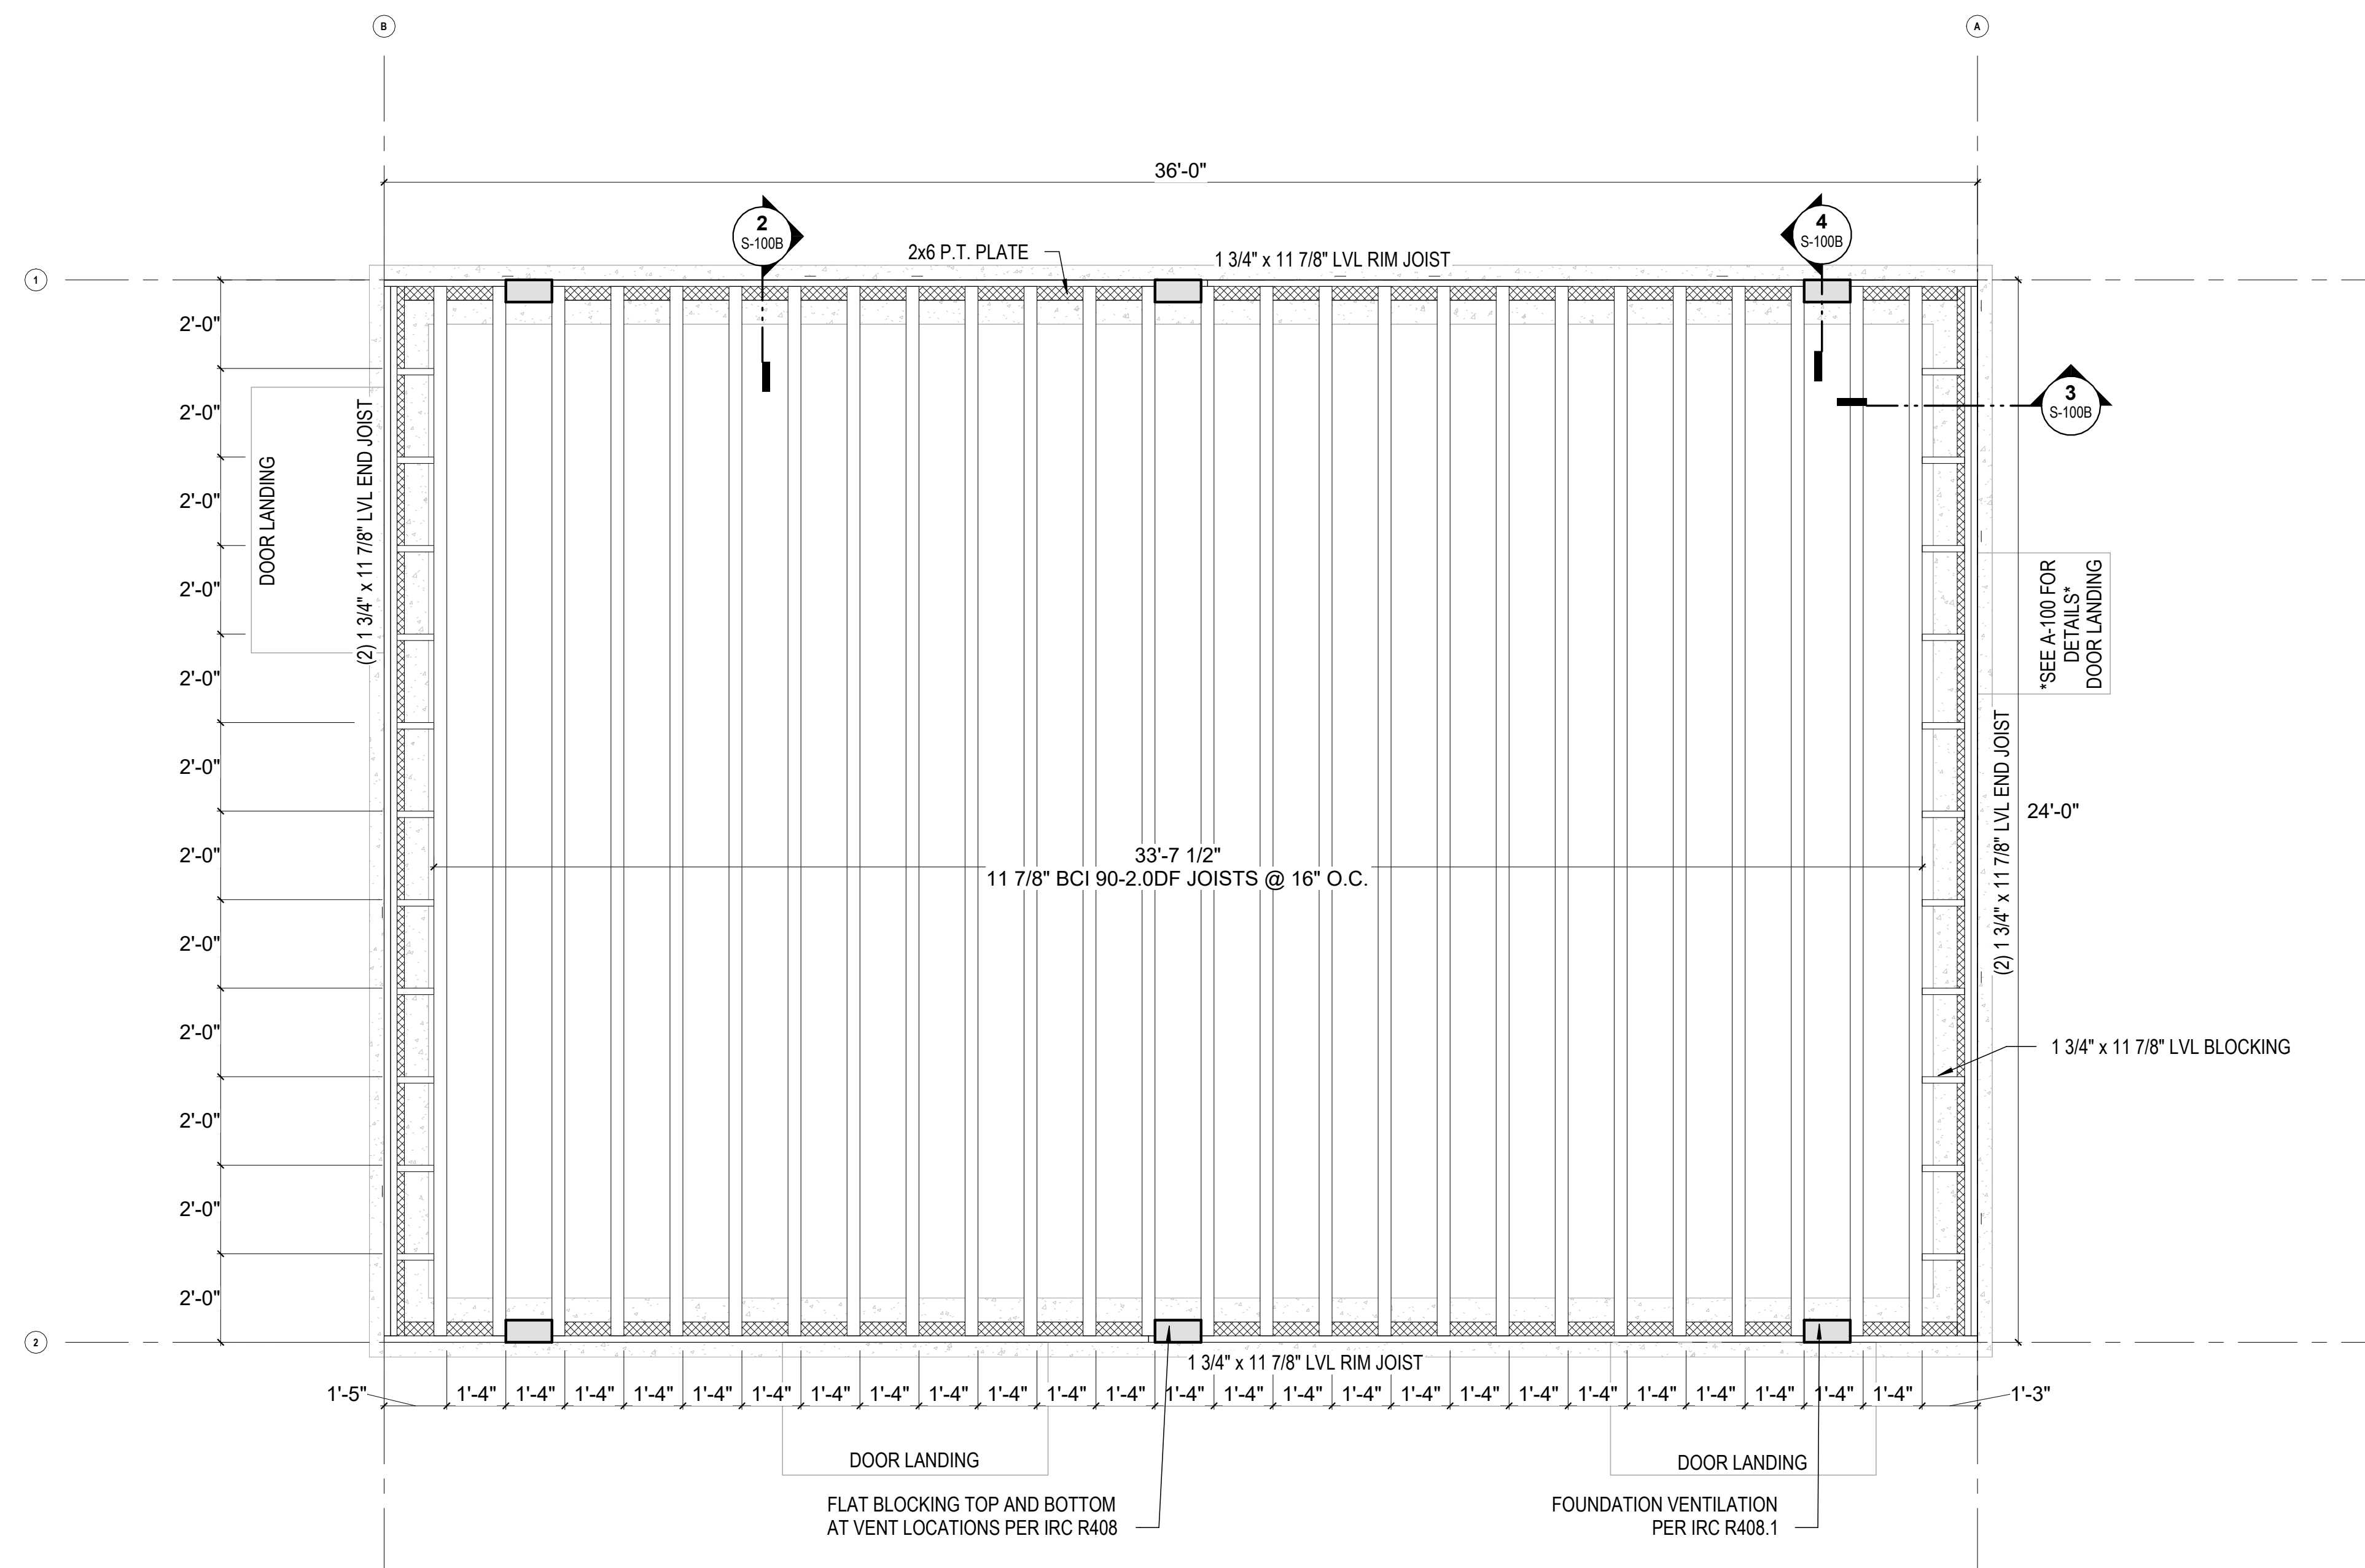 B
A
36'-0"
2
S-100B
4
S-100B
2x6 P.T. PLATE
1 3/4" x 11 7/8" LVL RIM JOIST
1
2'-0"
2'-0"
2'-0"
2'-0"
2'-0"
2'-0"
2'-0"
2'-0"
2'-0"
2'-0"
2'-0"
2'-0"
DOOR LANDING
(2) 1 3/4" x 11 7/8" LVL END JOIST
3
S-100B
*SEE A-100 FOR
DETAILS*
DOOR LANDING
(2) 1 3/4" x 11 7/8" LVL END JOIST
24'-0"
33'-7 1/2"
11 7/8" BCI 90-2.0DF JOISTS @ 16" O.C.
1 3/4" x 11 7/8" LVL BLOCKING
2
1 3/4" x 11 7/8" LVL RIM JOIST
1'-5" 1'-4" 1'-4" 1'-4" 1'-4" 1'-4" 1'-4" 1'-4" 1'-4" 1'-4" 1'-4" 1'-4" 1'-4" 1'-4" 1'-4" 1'-4" 1'-4" 1'-4" 1'-4" 1'-4" 1'-4" 1'-4" 1'-4" 1'-4" 1'-4" 1'-4" 1'-3"
DOOR LANDING
DOOR LANDING
FLAT BLOCKING TOP AND BOTTOM
AT VENT LOCATIONS PER IRC R408
FOUNDATION VENTILATION
PER IRC R408.1